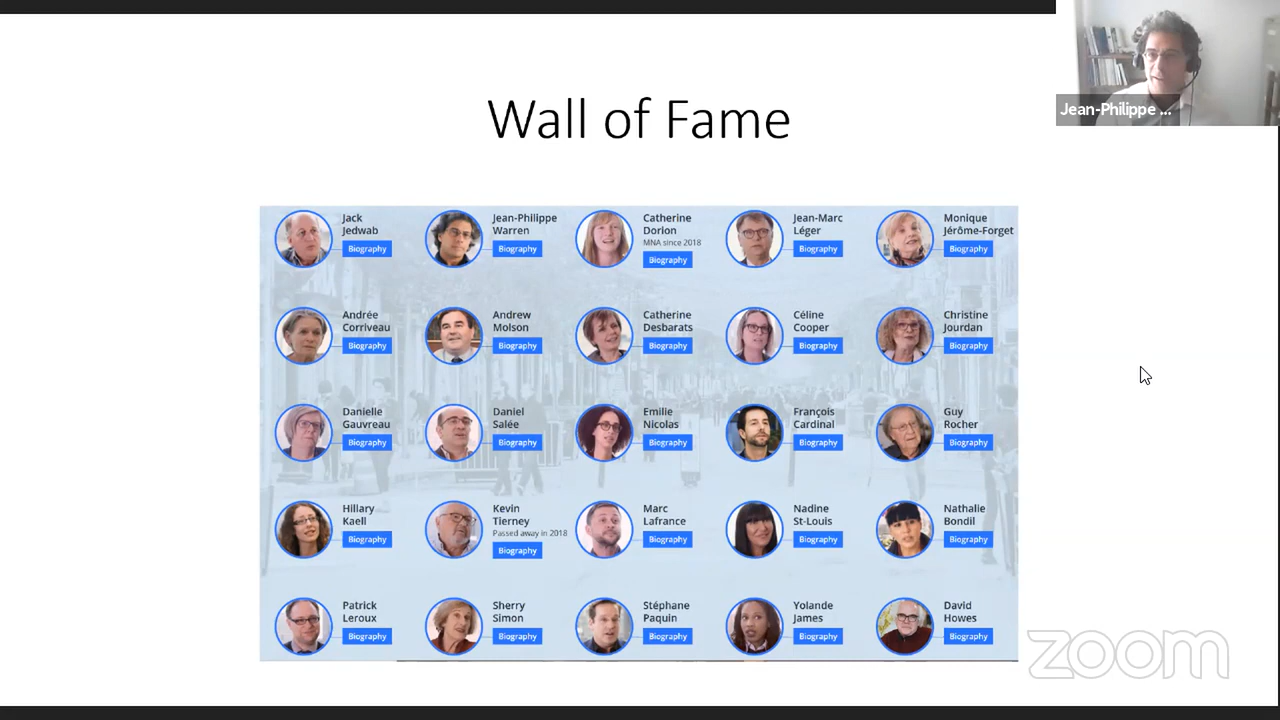 Jean-Philippe ...
Wall of Fame
Jack
Jedwab
Biography
Jean-Philippe
Warren
Biography
Catherine
Dorion
MNA since 2018
Biography
Jean-Marc
Léger
Biography
Monique
Jérôme-Forget
Biography
Andrée
Corriveau
Biography
Andrew
Molson
Biography
Catherine
Desbarats
Biography
Céline
Cooper
Biography
Christine
Jourdan
Biography
Danielle
Gauvreau
Biography
Daniel
Salée
Biography
Emilie
Nicolas
Biography
François
Cardinal
Biography
Guy
Rocher
Biography
Hillary
Kaell
Biography
Kevin
Tierney
Passed away in 2018
Biography
Marc
Lafrance
Biography
Nadine
St-Louis
Biography
Nathalie
Bondil
Biography
Patrick
Leroux
Biography
Sherry
Simon
Biography
Stéphane
Paquin
Biography
Yolande
James
Biography
David
Howes
Biography
zoom